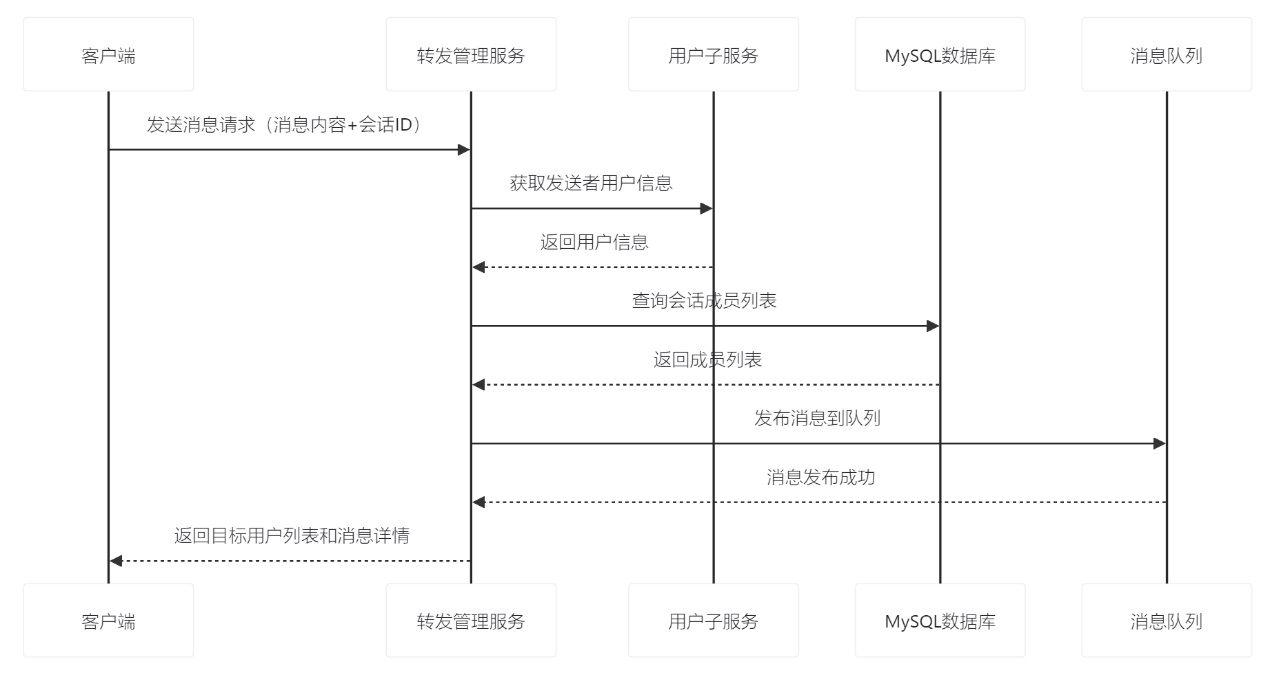 客户端
转发管理服务
用户子服务
MySQL数据库
消息队列
发送消息请求（消息内容+会话ID）
获取发送者用户信息
返回用户信息
查询会话成员列表
返回成员列表
发布消息到队列
消息发布成功
返回目标用户列表和消息详情
客户端
转发管理服务
用户子服务
MySQL数据库
消息队列